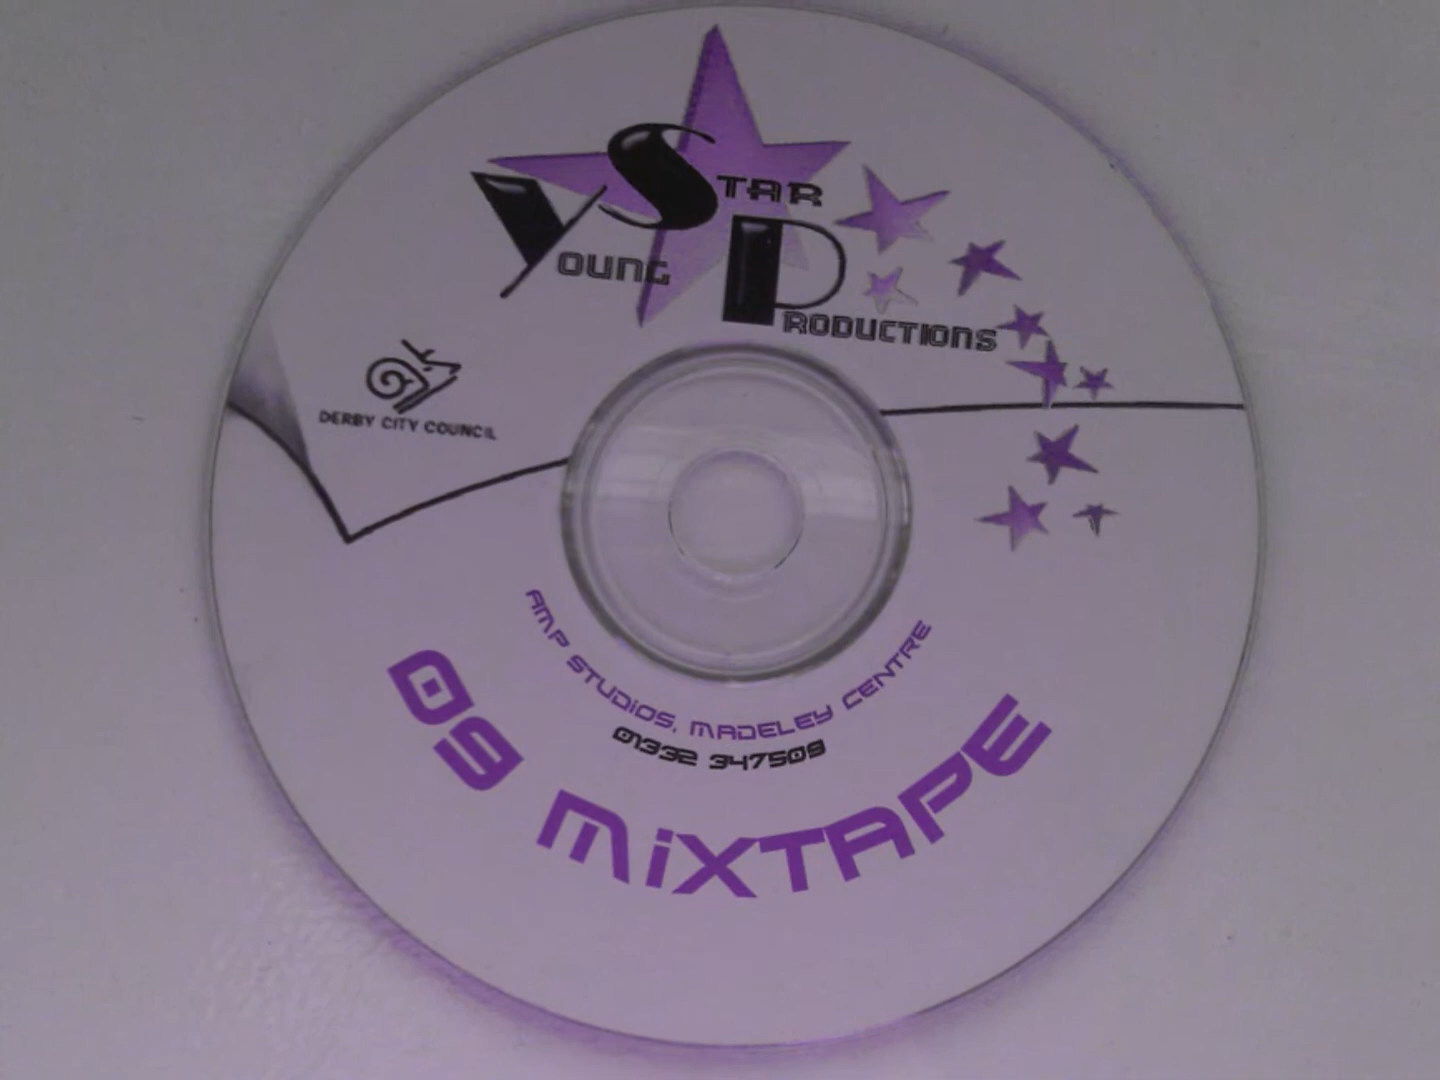 Young Star Productions
DERBY CITY COUNCIL
AMP STUDIOS, MADELEY CENTRE
01332 347509
09 MiXTAPE